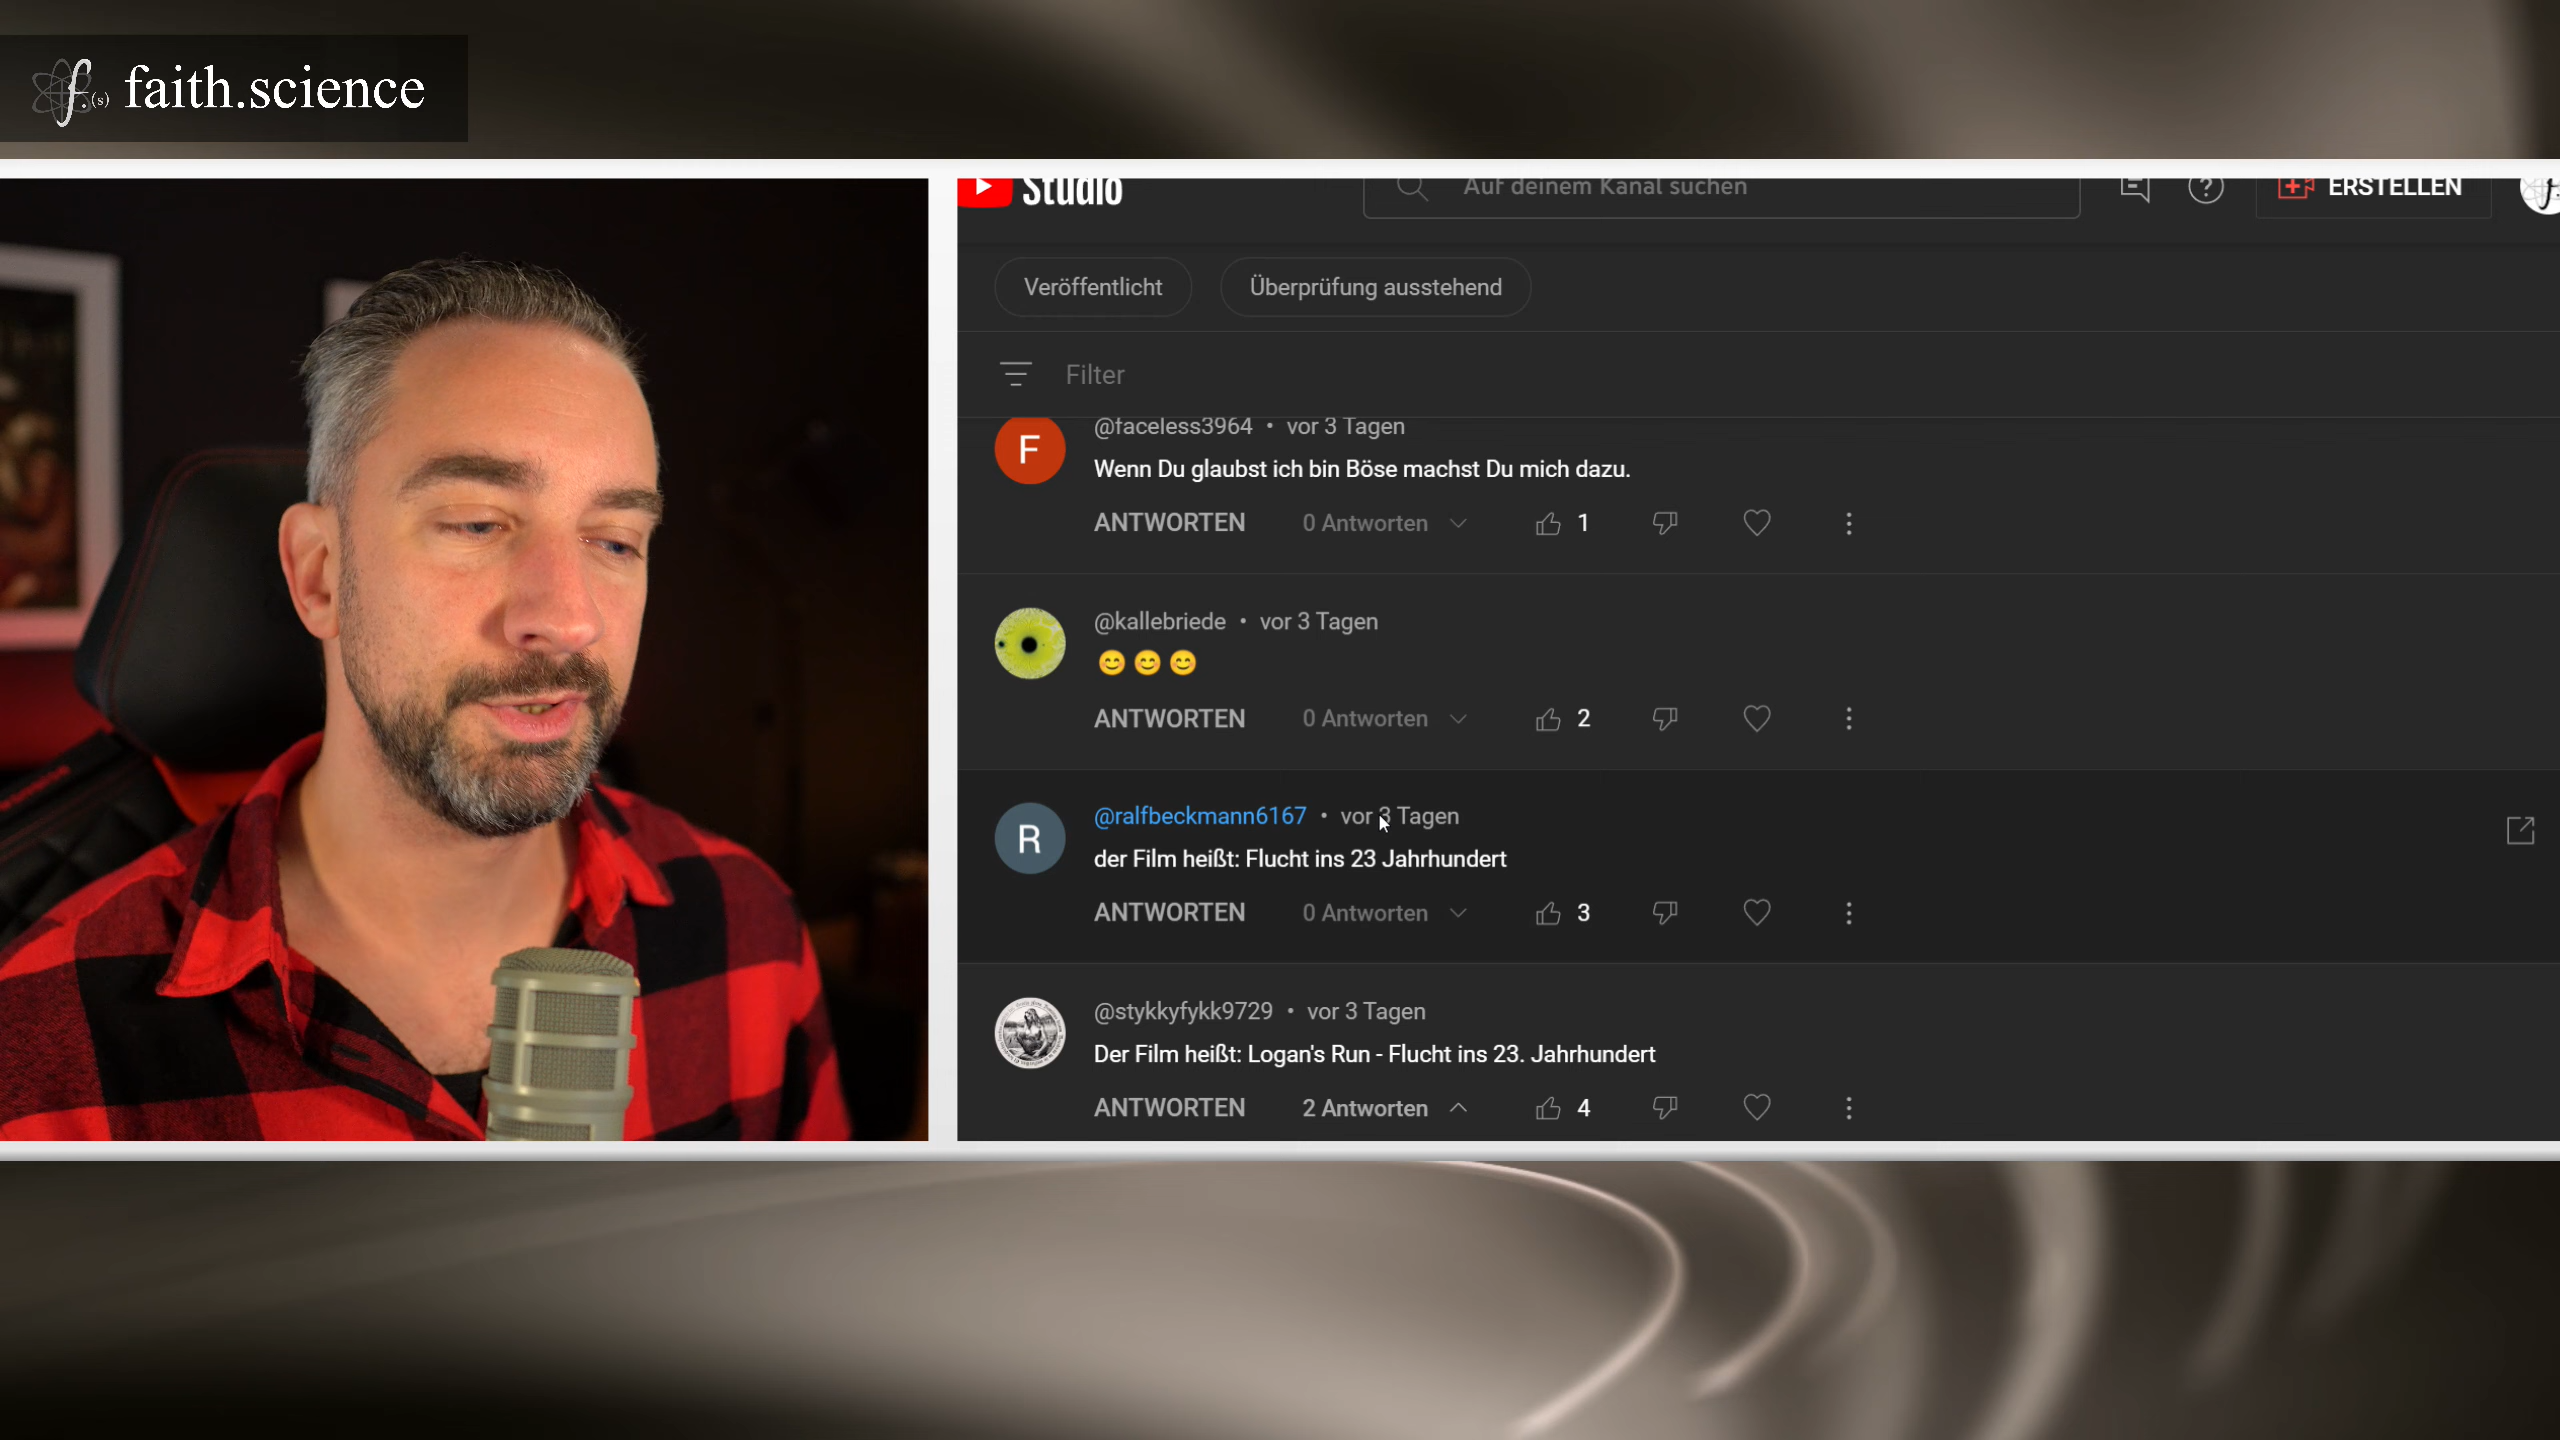 f.(s) faith.science
Studio
Auf deinem Kanal suchen
ERSTELLEN
Veröffentlicht
Überprüfung ausstehend
Filter
F
@faceless3964 • vor 3 Tagen
Wenn Du glaubst ich bin Böse machst Du mich dazu.
ANTWORTEN 0 Antworten 1
@kallebriede • vor 3 Tagen
😊😊😊
ANTWORTEN 0 Antworten 2
R
@ralfbeckmann6167 • vor 3 Tagen
der Film heißt: Flucht ins 23 Jahrhundert
ANTWORTEN 0 Antworten 3
@stykkyfykk9729 • vor 3 Tagen
Der Film heißt: Logan's Run - Flucht ins 23. Jahrhundert
ANTWORTEN 2 Antworten 4